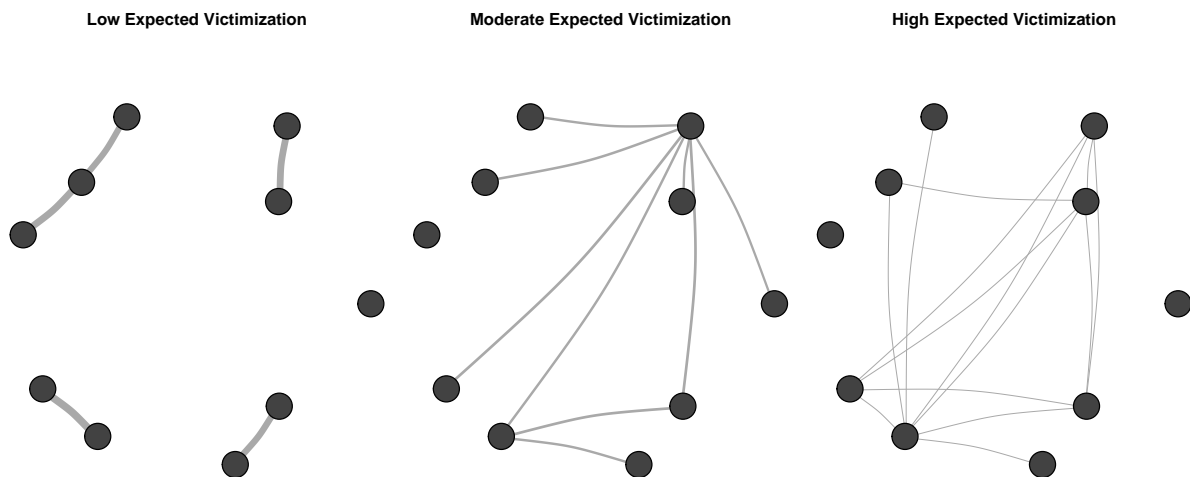 Low Expected Victimization
Moderate Expected Victimization
High Expected Victimization